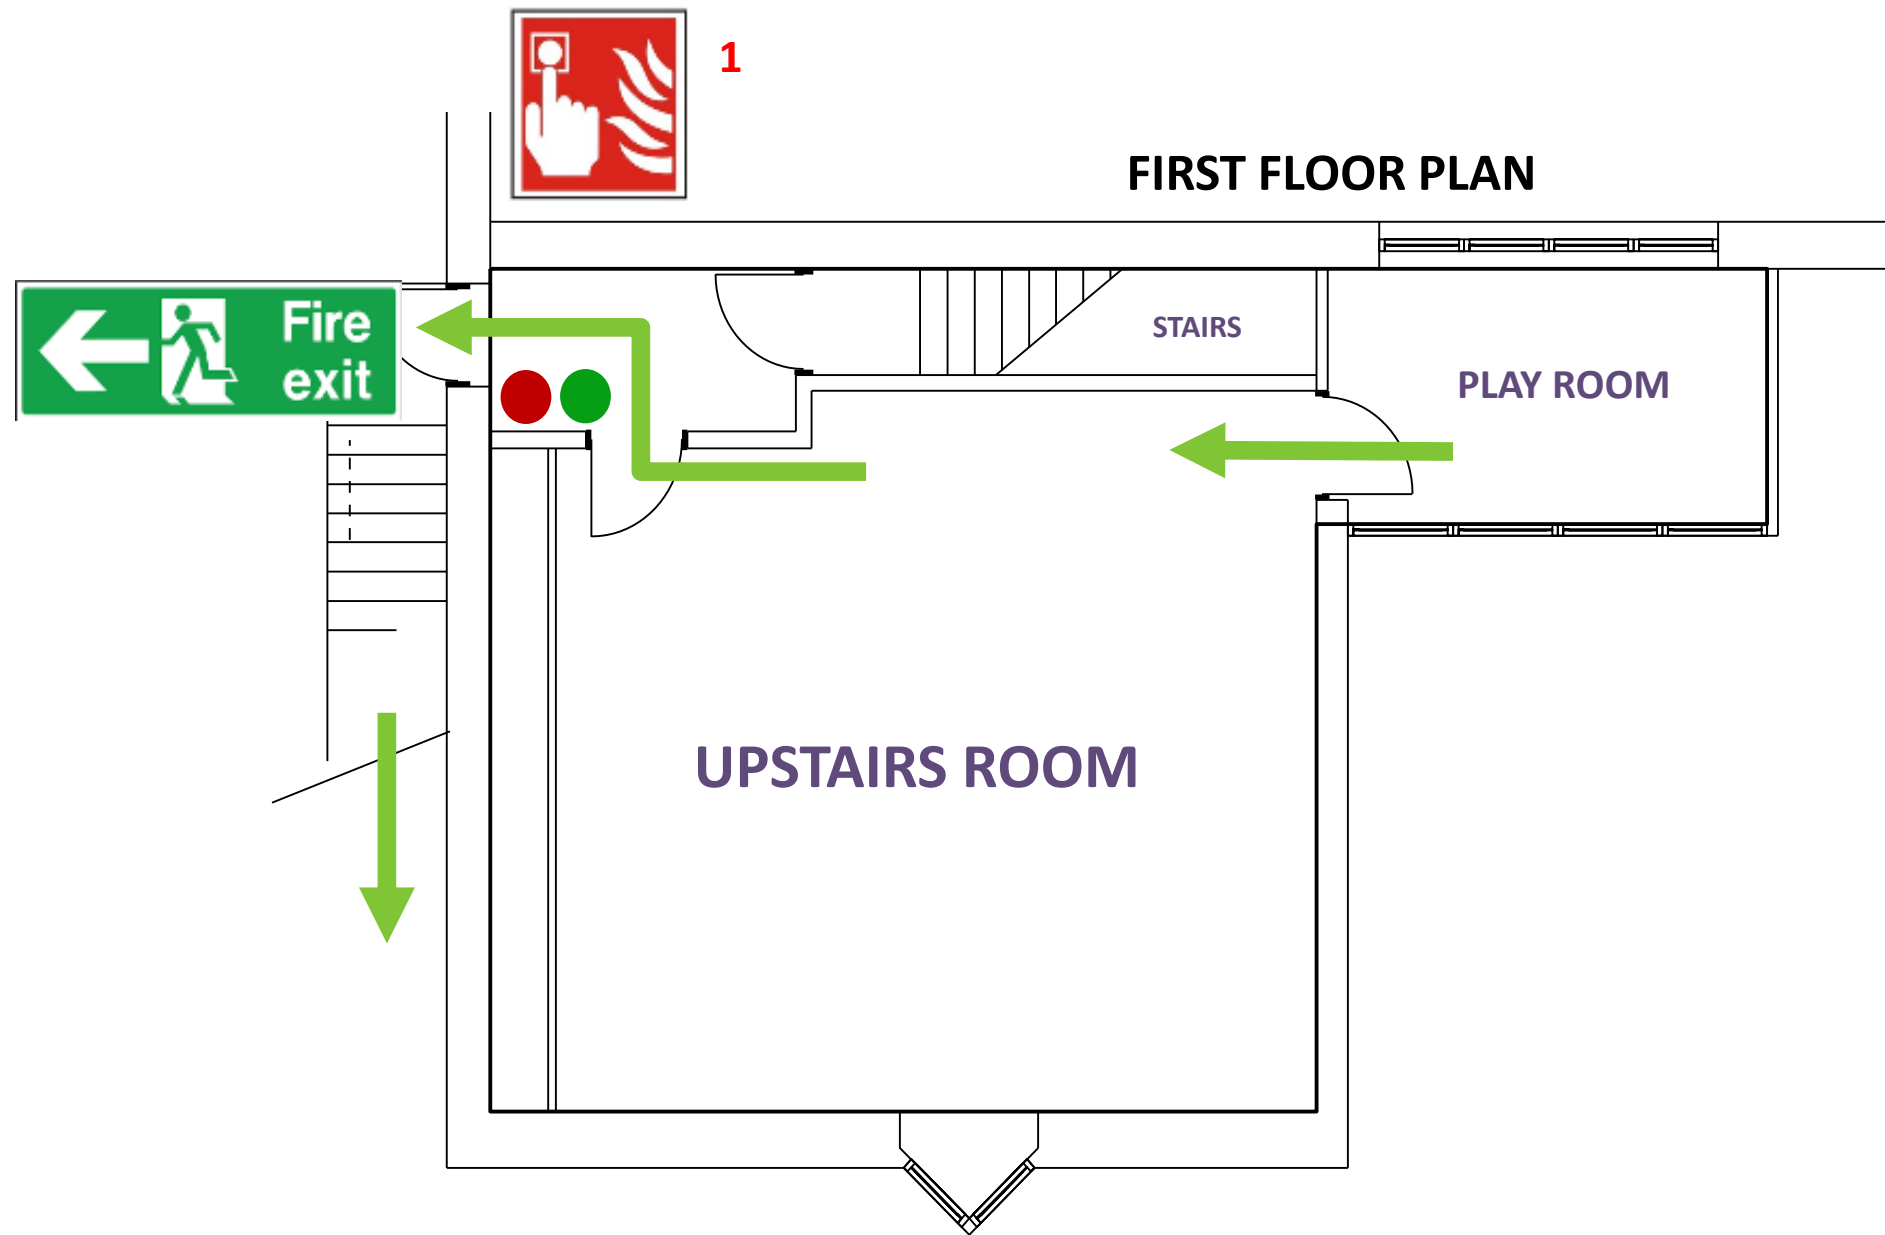 1
FIRST FLOOR PLAN
Fire
exit
STAIRS
PLAY ROOM
UPSTAIRS ROOM